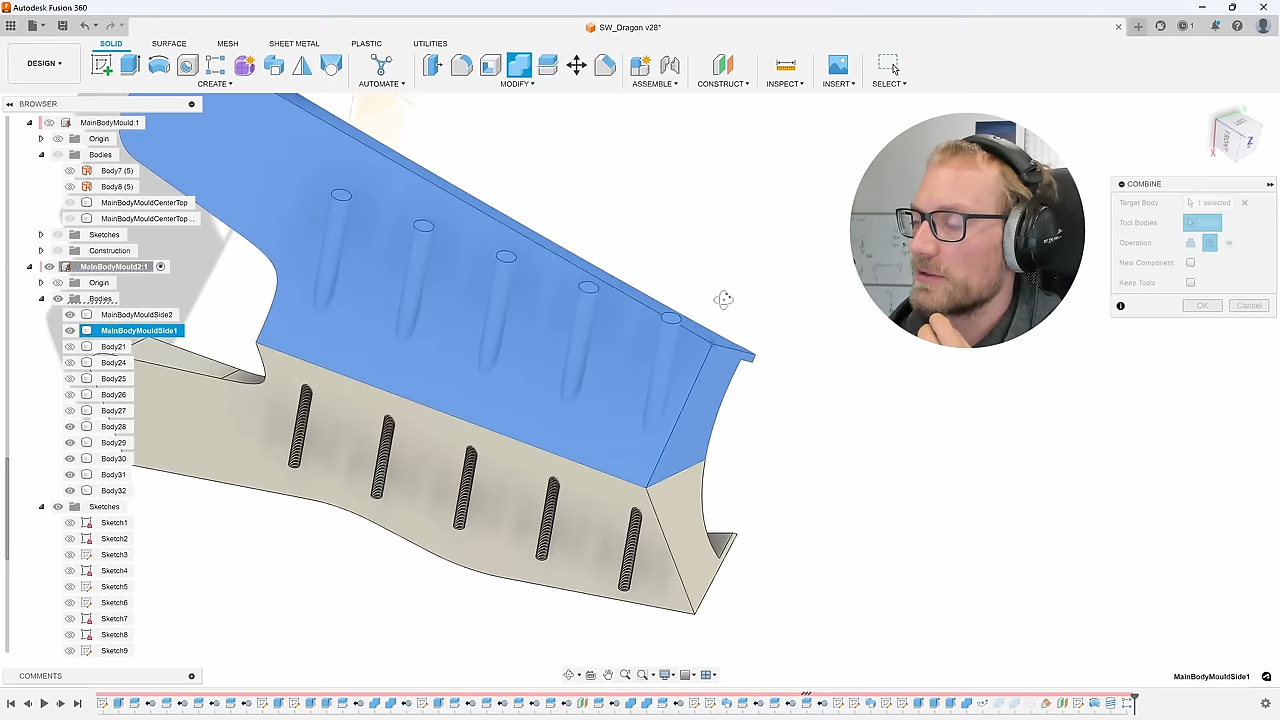 Autodesk Fusion 360
SW_Dragon v28*
1
DESIGN
SOLID
SURFACE
MESH
SHEET METAL
PLASTIC
UTILITIES
CREATE
AUTOMATE
MODIFY
ASSEMBLE
CONSTRUCT
INSPECT
INSERT
SELECT
BROWSER
MainBodyMould:1
Origin
Bodies
Body7 (5)
Body8 (5)
MainBodyMouldCenterTop
MainBodyMouldCenterTop ...
Sketches
Construction
MainBodyMould2:1
Origin
Bodies
MainBodyMouldSide2
MainBodyMouldSide1
Body21
Body24
Body25
Body26
Body27
Body28
Body29
Body30
Body31
Body32
Sketches
Sketch1
Sketch2
Sketch3
Sketch4
Sketch5
Sketch6
Sketch7
Sketch8
Sketch9
COMMENTS
FRONT
COMBINE
Target Body
1 selected
Tool Bodies
Select
Operation
New Component
Keep Tools
OK
Cancel
MainBodyMouldSide1